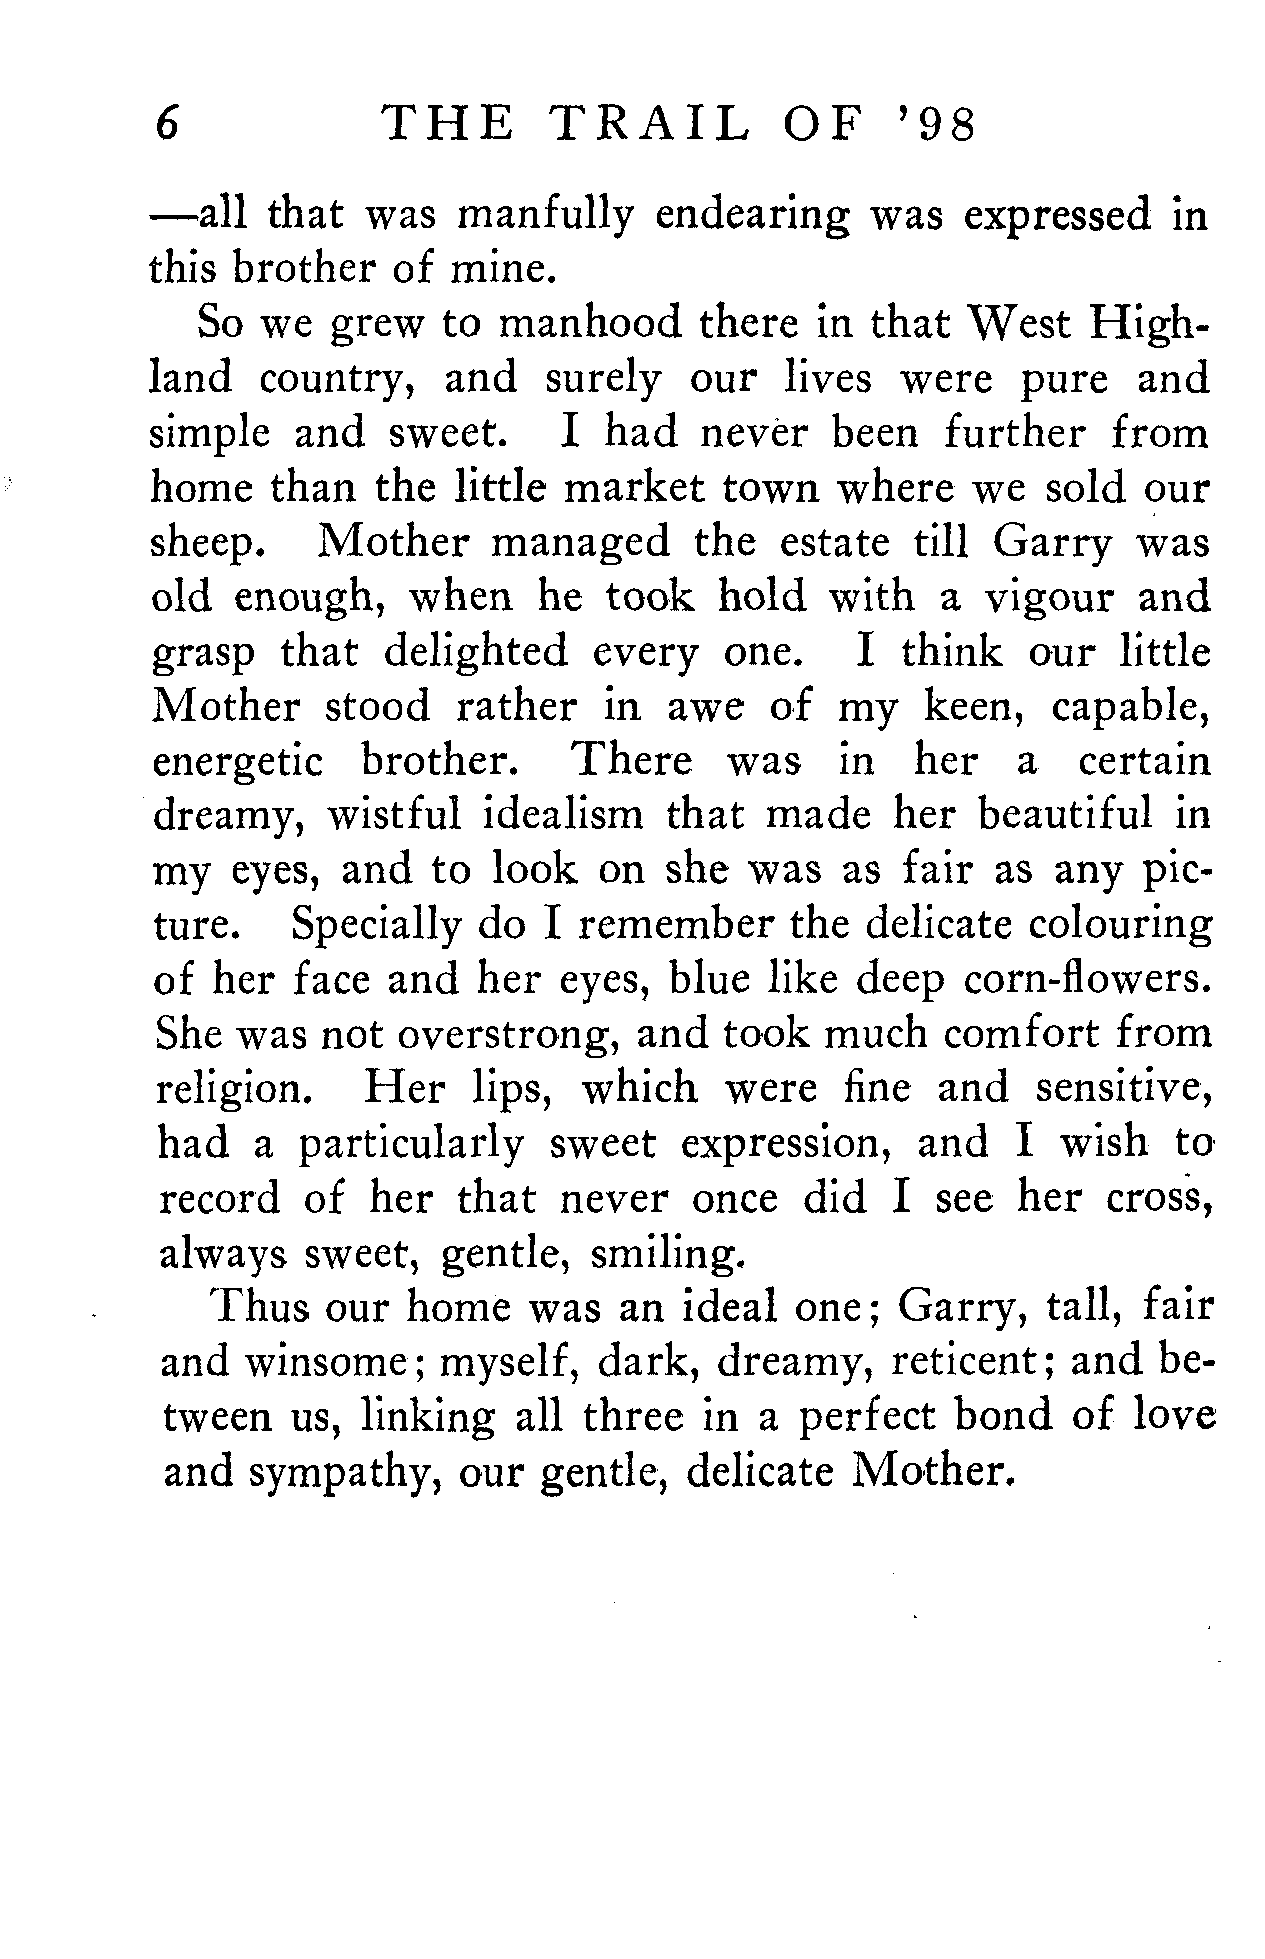 6 THE TRAIL OF '98
—all that was manfully endearing was expressed in
this brother of mine.
So we grew to manhood there in that West High-
land country, and surely our lives were pure and
simple and sweet. I had never been further from
home than the little market town where we sold our
sheep. Mother managed the estate till Garry was
old enough, when he took hold with a vigour and
grasp that delighted every one. I think our little
Mother stood rather in awe of my keen, capable,
energetic brother. There was in her a certain
dreamy, wistful idealism that made her beautiful in
my eyes, and to look on she was as fair as any pic-
ture. Specially do I remember the delicate colouring
of her face and her eyes, blue like deep corn-flowers.
She was not overstrong, and took much comfort from
religion. Her lips, which were fine and sensitive,
had a particularly sweet expression, and I wish to
record of her that never once did I see her cross,
always sweet, gentle, smiling.
Thus our home was an ideal one; Garry, tall, fair
and winsome; myself, dark, dreamy, reticent; and be-
tween us, linking all three in a perfect bond of love
and sympathy, our gentle, delicate Mother.